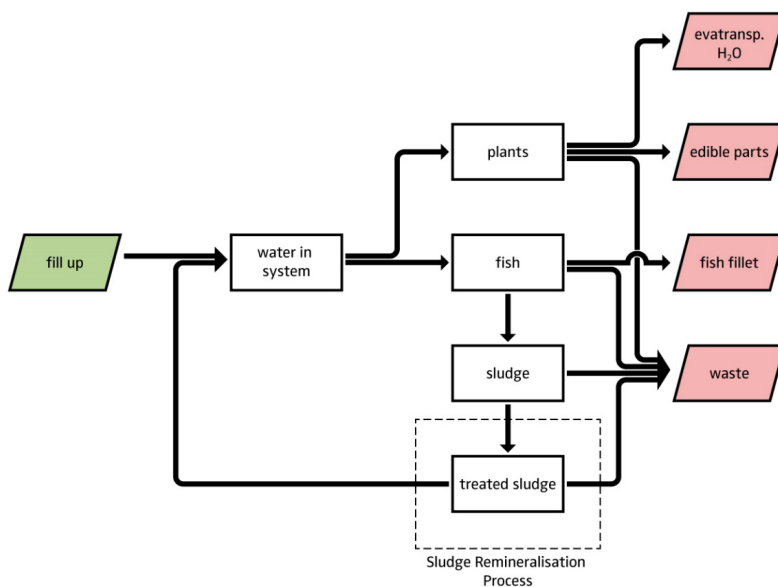 evatransp.
H₂O
plants
edible parts
fill up
water in
system
fish
fish fillet
sludge
waste
treated sludge
Sludge Remineralisation
Process